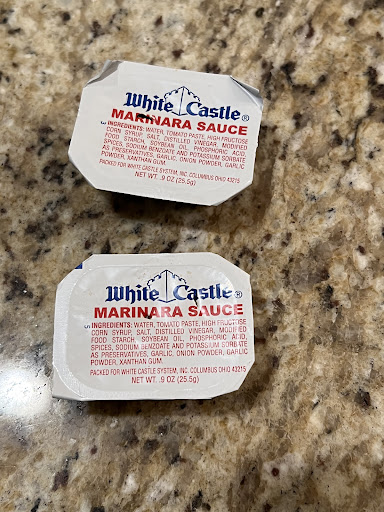 White Castle®
MARINARA SAUCE
INGREDIENTS: WATER, TOMATO PASTE, HIGH FRUCTOSE
CORN SYRUP, SALT, DISTILLED VINEGAR, MODIFIED
FOOD STARCH, SOYBEAN OIL, PHOSPHORIC ACID,
SPICES, SODIUM BENZOATE AND POTASSIUM SORBATE
AS PRESERVATIVES, GARLIC, ONION POWDER, GARLIC
POWDER, XANTHAN GUM.
PACKED FOR WHITE CASTLE SYSTEM, INC. COLUMBUS OHIO 43215
NET WT. .9 OZ (25.5g)
White Castle®
MARINARA SAUCE
INGREDIENTS: WATER, TOMATO PASTE, HIGH FRUCTOSE
CORN SYRUP, SALT, DISTILLED VINEGAR, MODIFIED
FOOD STARCH, SOYBEAN OIL, PHOSPHORIC ACID,
SPICES, SODIUM BENZOATE AND POTASSIUM SORBATE
AS PRESERVATIVES, GARLIC, ONION POWDER, GARLIC
POWDER, XANTHAN GUM.
PACKED FOR WHITE CASTLE SYSTEM, INC. COLUMBUS OHIO 43215
NET WT. .9 OZ (25.5g)